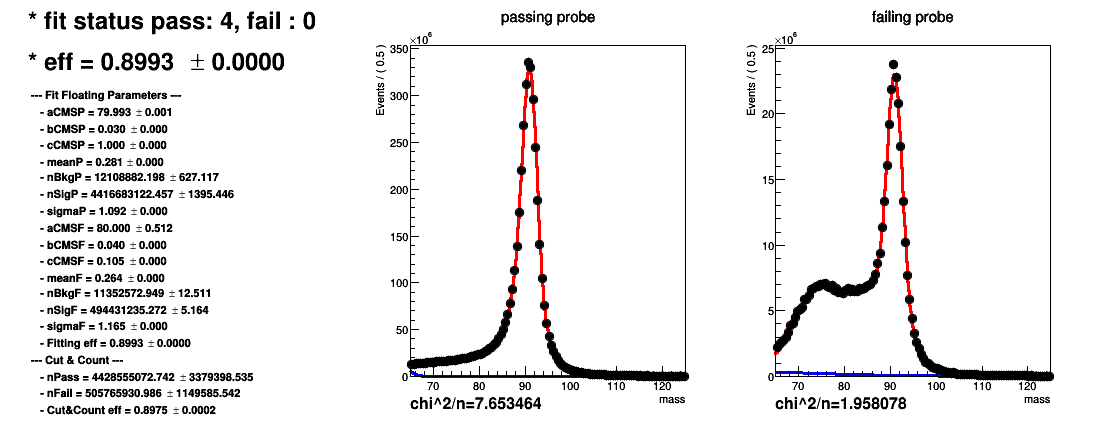 * fit status pass: 4, fail : 0
* eff = 0.8993 ± 0.0000
--- Fit Floating Parameters ---
- aCMSP = 79.993 ± 0.001
- bCMSP = 0.030 ± 0.000
- cCMSP = 1.000 ± 0.000
- meanP = 0.281 ± 0.000
- nBkgP = 12108882.198 ± 627.117
- nSigP = 4416683122.457 ± 1395.446
- sigmaP = 1.092 ± 0.000
- aCMSF = 80.000 ± 0.512
- bCMSF = 0.040 ± 0.000
- cCMSF = 0.105 ± 0.000
- meanF = 0.264 ± 0.000
- nBkgF = 11352572.949 ± 12.511
- nSigF = 494431235.272 ± 5.164
- sigmaF = 1.165 ± 0.000
- Fitting eff = 0.8993 ± 0.0000
--- Cut & Count ---
- nPass = 4428555072.742 ± 3379398.535
- nFail = 505765930.986 ± 1149585.542
- Cut&Count eff = 0.8975 ± 0.0002
passing probe
×10^6
Events / ( 0.5 )
350
300
250
200
150
100
50
0
70 80 90 100 110 120
mass
chi^2/n=7.653464
failing probe
×10^6
Events / ( 0.5 )
25
20
15
10
5
0
70 80 90 100 110 120
mass
chi^2/n=1.958078